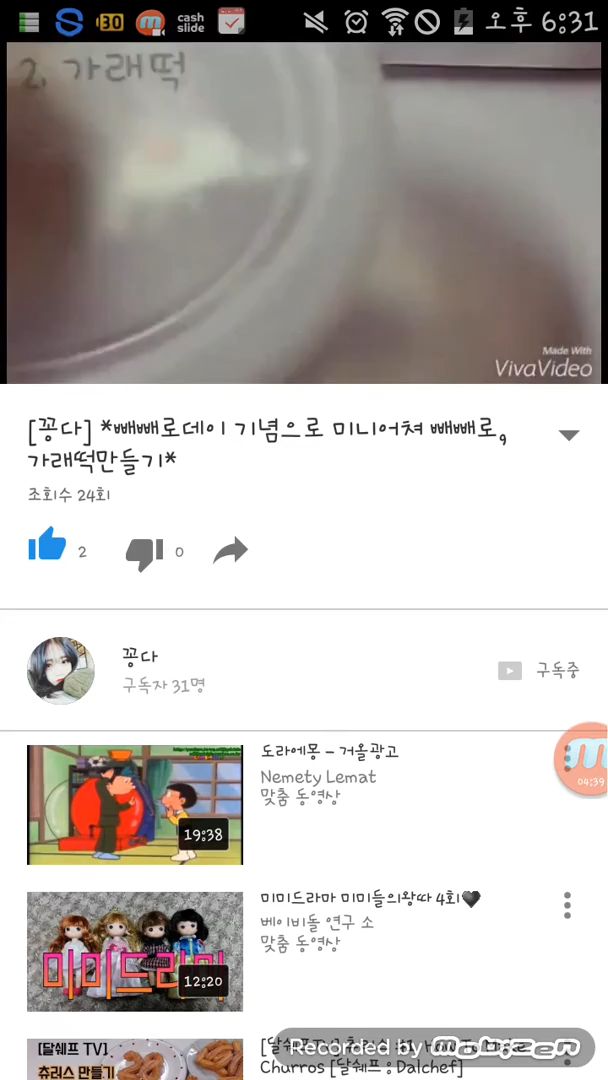 cash
slide
30
오후 6:31
2. 가래떡
Made With
VivaVideo
[꽁다] *빼빼로데이 기념으로 미니어쳐 빼빼로,
가래떡만들기*
조회수 24회
2
0
꽁다
구독자 31명
구독중
도라에몽 - 거울광고
Nemety Lemat
맞춤 동영상
19:38
04:39
미미드라마 미미들의왕따 4회🖤
베이비돌 연구 소
맞춤 동영상
미미드라마
12:20
[달쉐프 TV]
츄리스 만들기
Recorded by mobizen
Churros [달쉐프 : Dalchef]